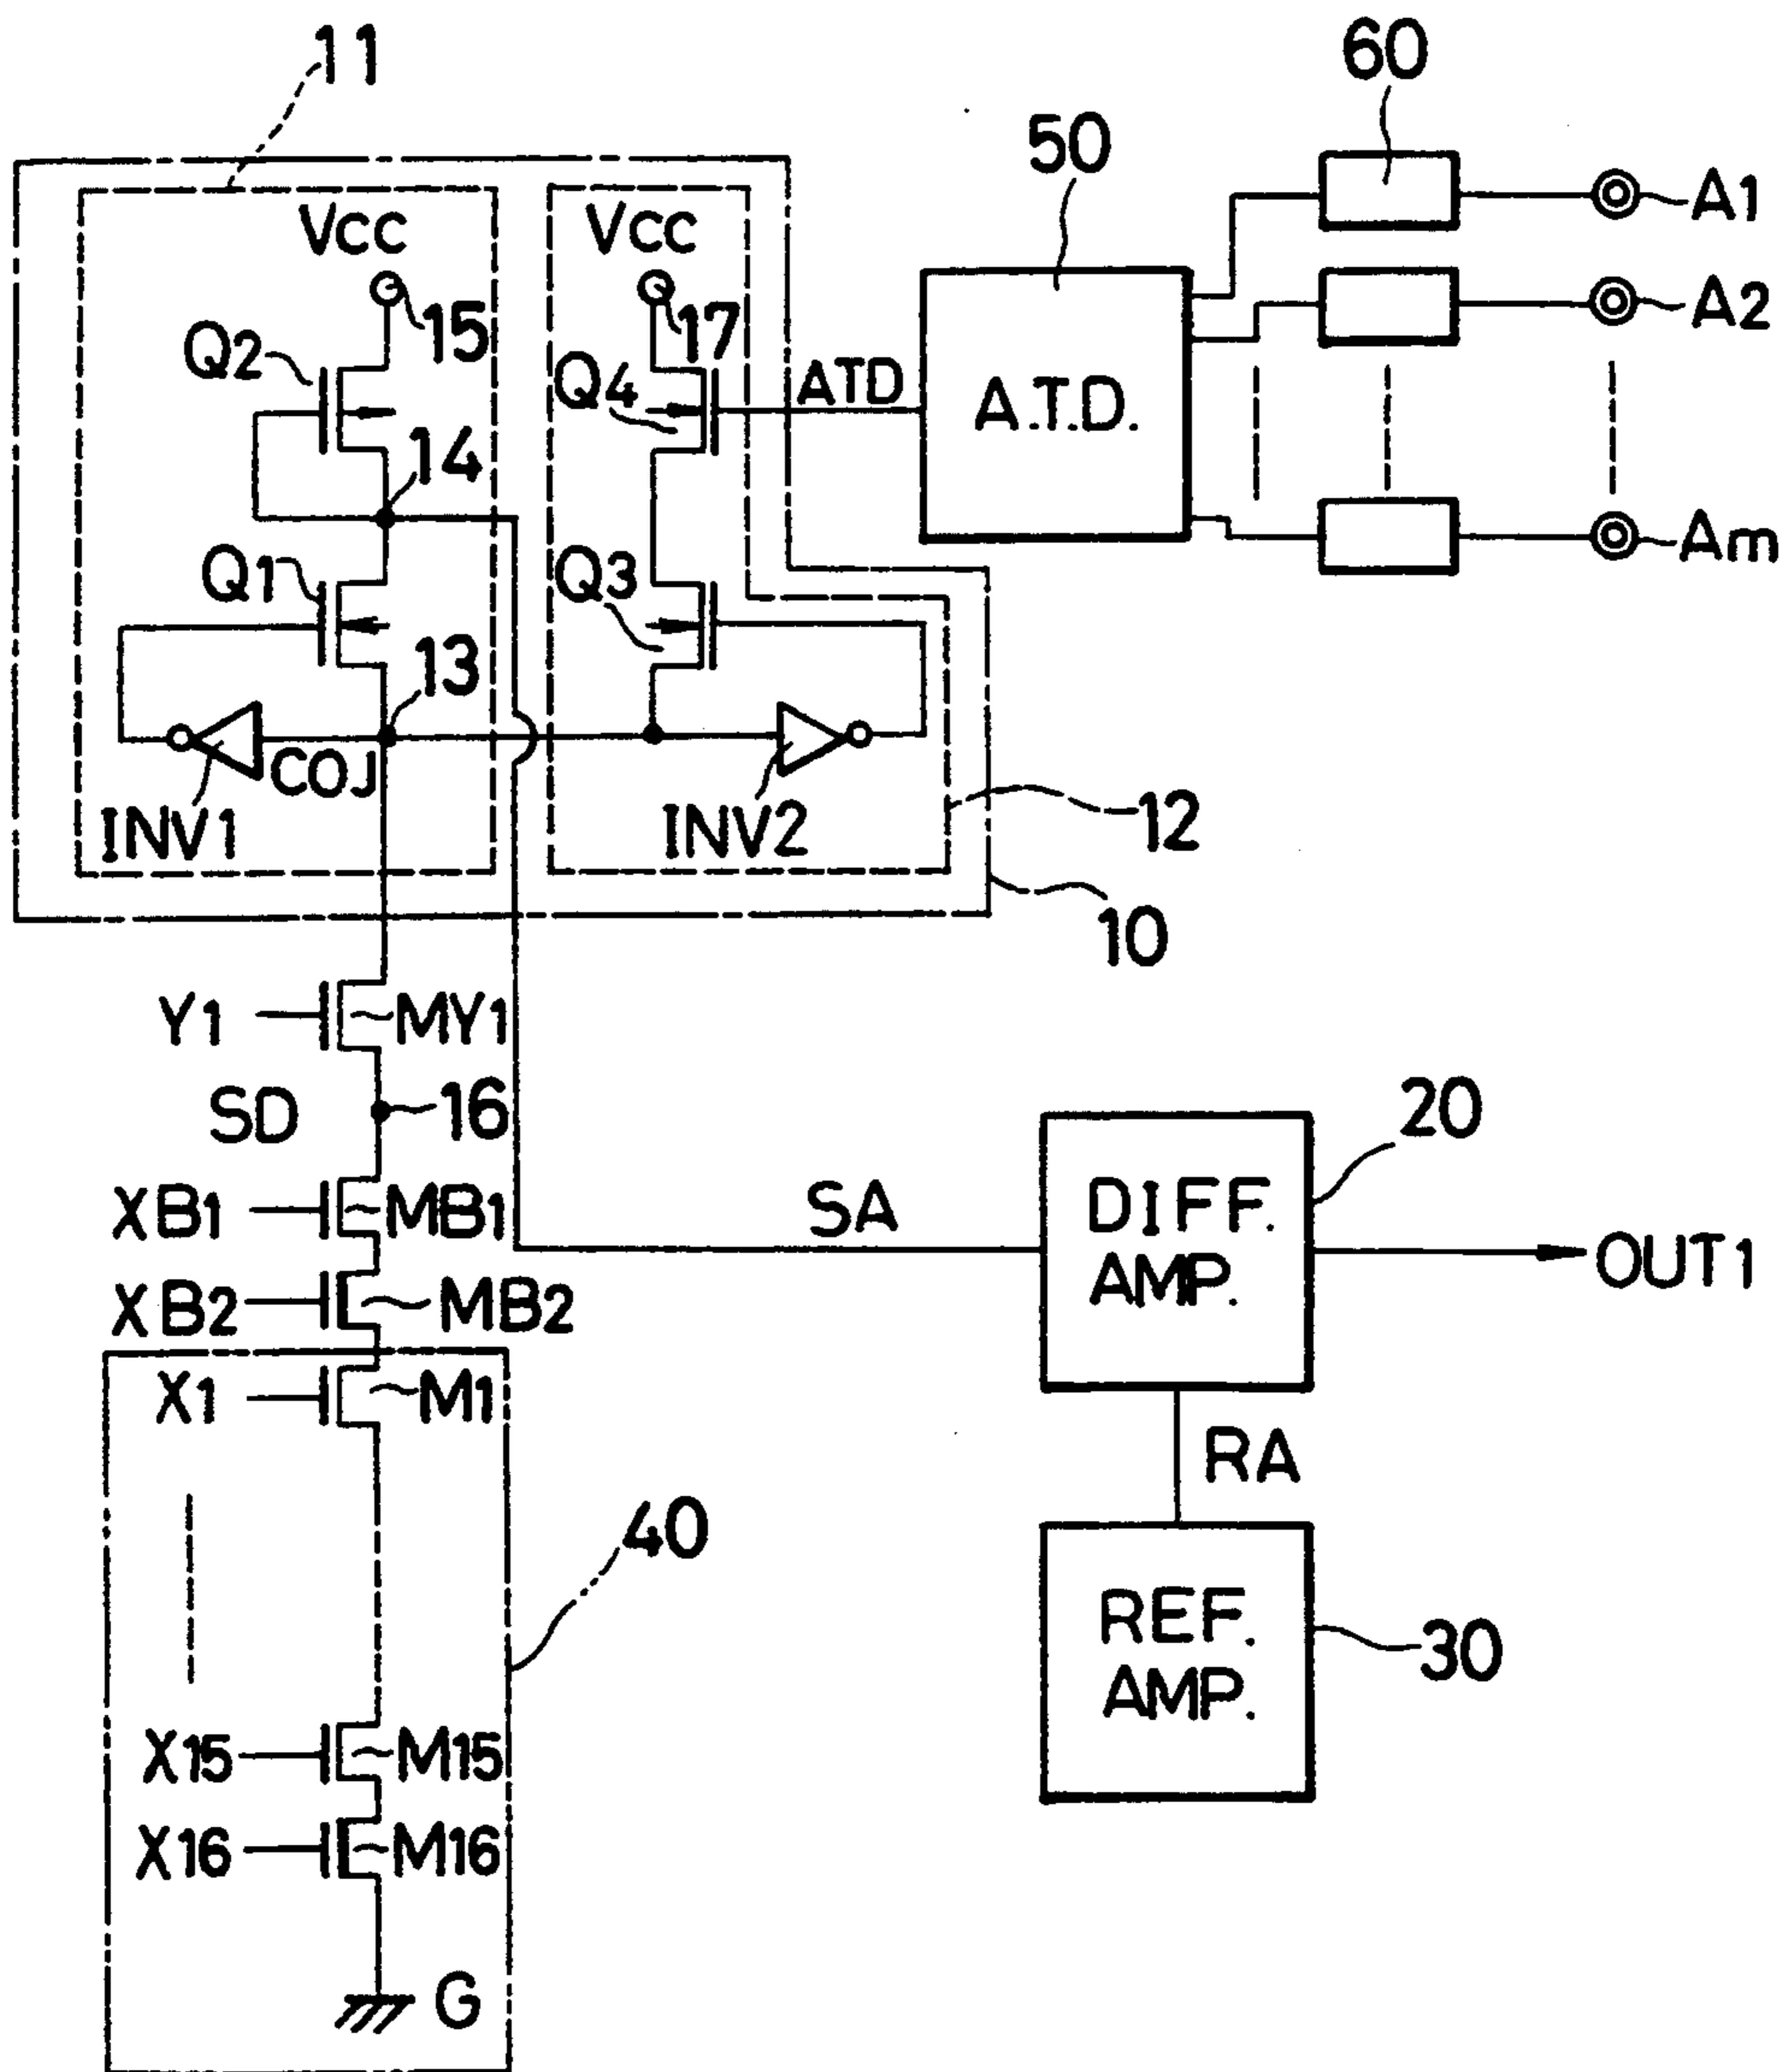 11
60
50
A1
VCC
VCC
15
17
A2
Q2
Q4
ATD
A.T.D.
14
Q1
Q3
Am
13
COJ
INV1
INV2
12
10
Y1
MY1
SD
16
20
XB1
MB1
SA
DIFF.
AMP.
OUT1
XB2
MB2
X1
M1
RA
40
REF.
AMP.
30
X15
M15
X16
M16
G